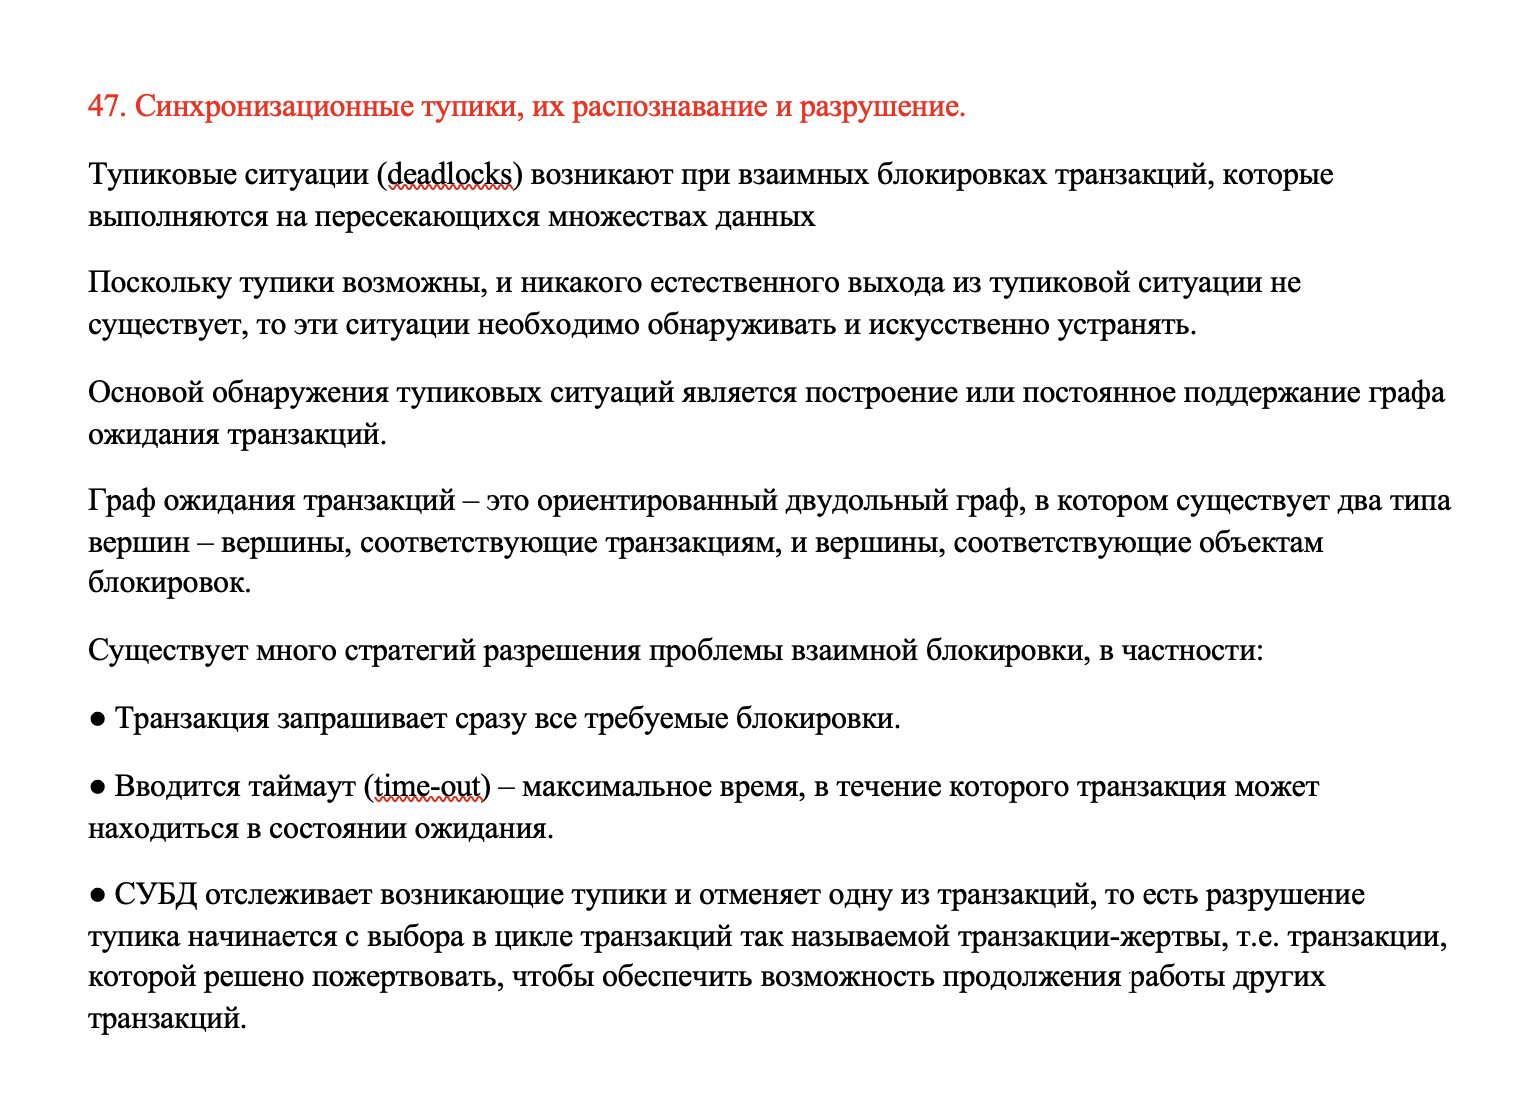 47. Синхронизационные тупики, их распознавание и разрушение.
Тупиковые ситуации (deadlocks) возникают при взаимных блокировках транзакций, которые
выполняются на пересекающихся множествах данных
Поскольку тупики возможны, и никакого естественного выхода из тупиковой ситуации не
существует, то эти ситуации необходимо обнаруживать и искусственно устранять.
Основой обнаружения тупиковых ситуаций является построение или постоянное поддержание графа
ожидания транзакций.
Граф ожидания транзакций – это ориентированный двудольный граф, в котором существует два типа
вершин – вершины, соответствующие транзакциям, и вершины, соответствующие объектам
блокировок.
Существует много стратегий разрешения проблемы взаимной блокировки, в частности:
● Транзакция запрашивает сразу все требуемые блокировки.
● Вводится таймаут (time-out) – максимальное время, в течение которого транзакция может
находиться в состоянии ожидания.
● СУБД отслеживает возникающие тупики и отменяет одну из транзакций, то есть разрушение
тупика начинается с выбора в цикле транзакций так называемой транзакции-жертвы, т.е. транзакции,
которой решено пожертвовать, чтобы обеспечить возможность продолжения работы других
транзакций.